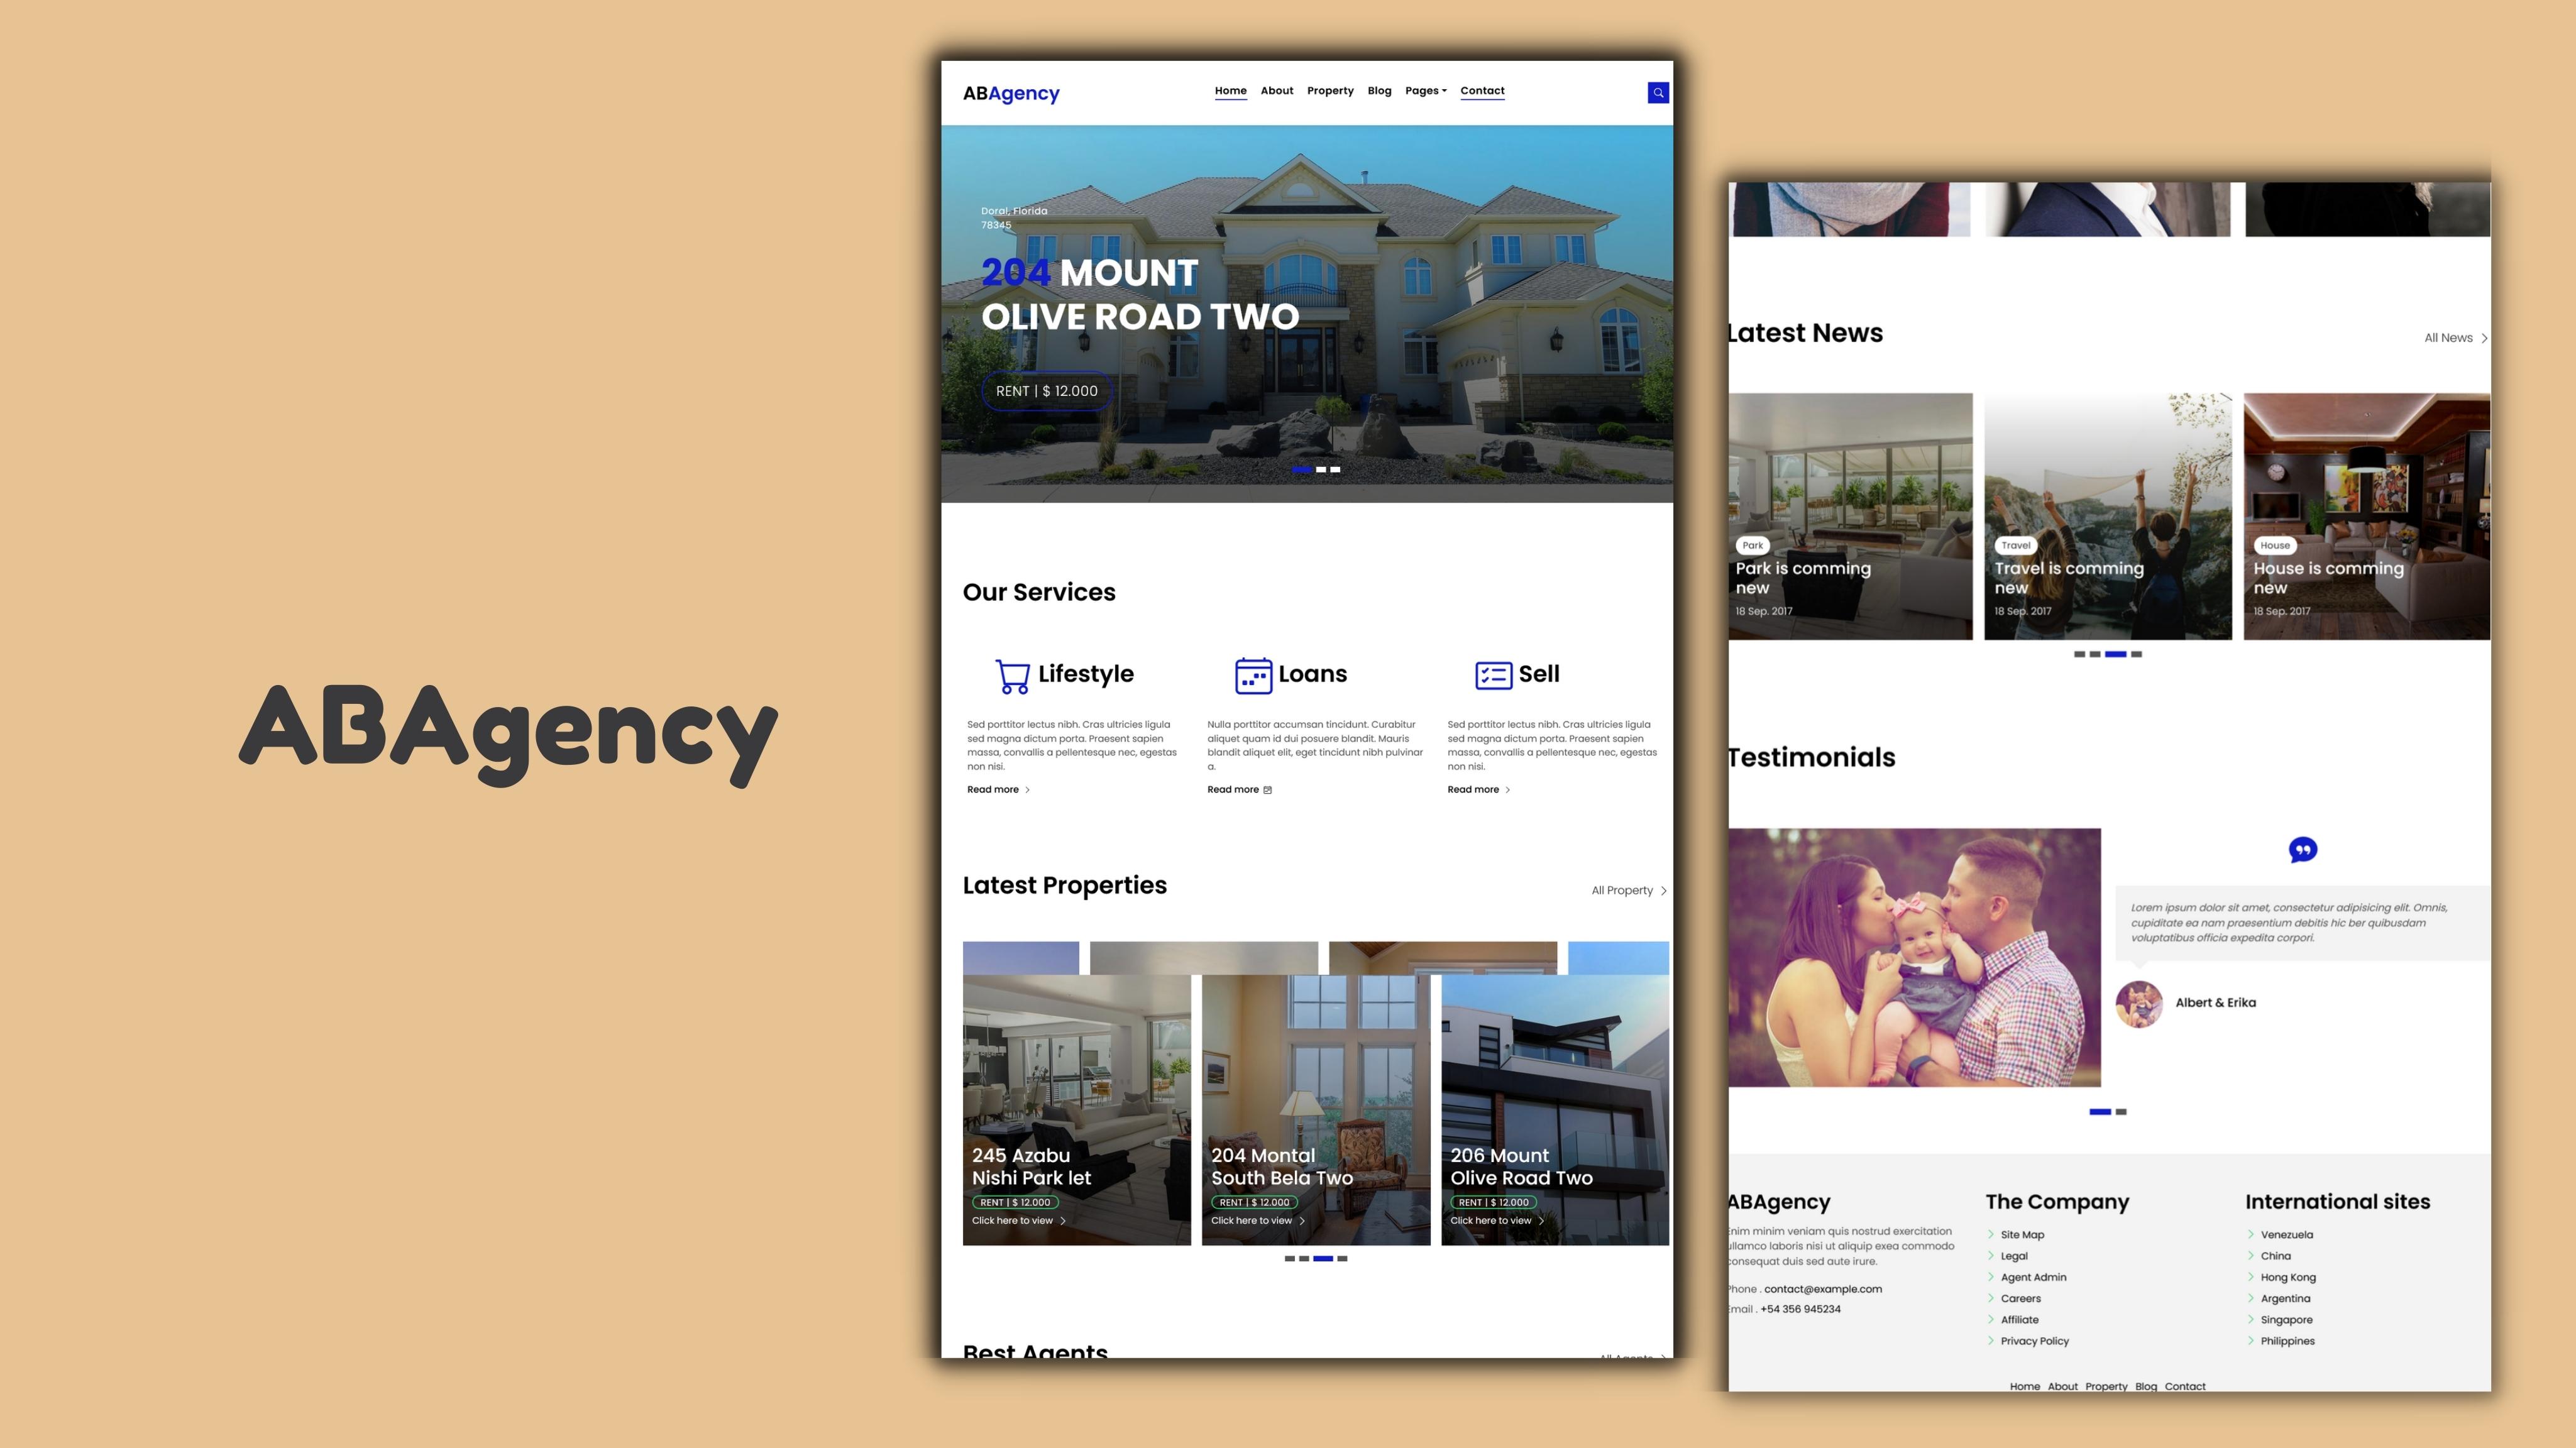 ABAgency
ABAgency
Home About Property Blog Pages Contact
Doral, Florida
78345
204 MOUNT
OLIVE ROAD TWO
RENT | $ 12.000
Our Services
Lifestyle
Sed porttitor lectus nibh. Cras ultricies ligula
sed magna dictum porta. Praesent sapien
massa, convallis a pellentesque nec, egestas
non nisi.
Read more
Loans
Nulla porttitor accumsan tincidunt. Curabitur
aliquet quam id dui posuere blandit. Mauris
blandit aliquet elit, eget tincidunt nibh pulvinar
a.
Read more
Sell
Sed porttitor lectus nibh. Cras ultricies ligula
sed magna dictum porta. Praesent sapien
massa, convallis a pellentesque nec, egestas
non nisi.
Read more
Latest Properties
All Property
245 Azabu
Nishi Park let
RENT | $ 12.000
Click here to view
204 Montal
South Bela Two
RENT | $ 12.000
Click here to view
206 Mount
Olive Road Two
RENT | $ 12.000
Click here to view
Best Agents
All Agents
Latest News
All News
Park
Park is comming
new
18 Sep. 2017
Travel
Travel is comming
new
18 Sep. 2017
House
House is comming
new
18 Sep. 2017
Testimonials
Lorem ipsum dolor sit amet, consectetur adipisicing elit. Omnis,
cupiditate ea nam praesentium debitis hic ber quibusdam
voluptatibus officia expedita corpori.
Albert & Erika
ABAgency
Enim minim veniam quis nostrud exercitation
ullamco laboris nisi ut aliquip exea commodo
consequat duis sed aute irure.
Phone . contact@example.com
Email . +54 356 945234
The Company
Site Map
Legal
Agent Admin
Careers
Affiliate
Privacy Policy
International sites
Venezuela
China
Hong Kong
Argentina
Singapore
Philippines
Home About Property Blog Contact